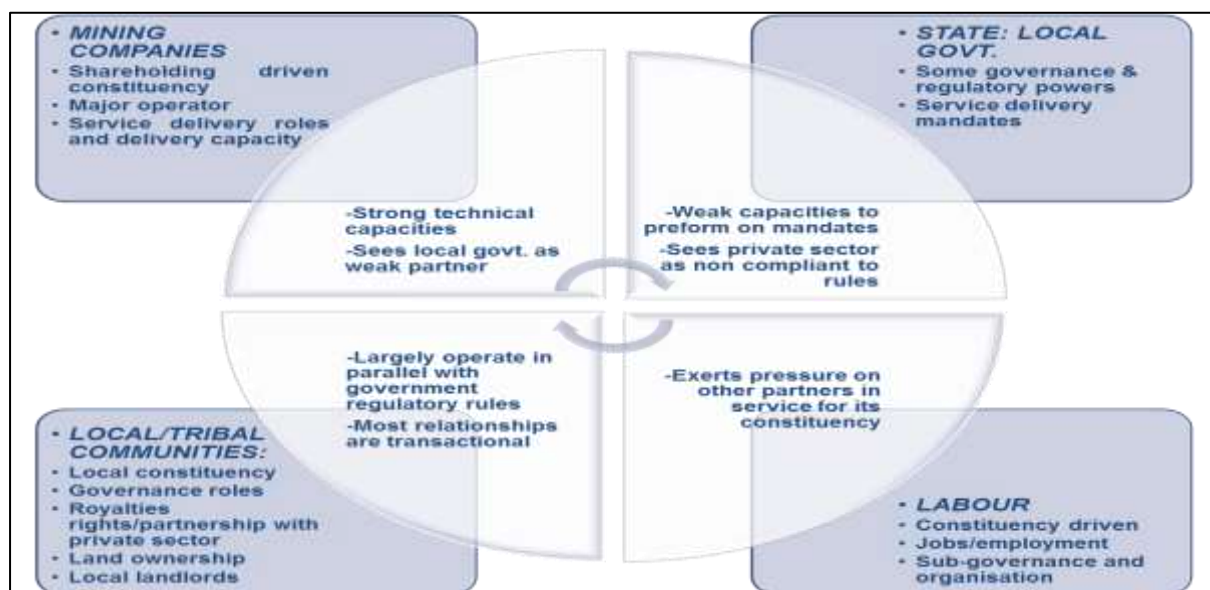 • MINING
COMPANIES
• Shareholding driven
constituency
• Major operator
• Service delivery roles
and delivery capacity
• STATE: LOCAL
GOVT.
• Some governance &
regulatory powers
• Service delivery
mandates
-Strong technical
capacities
-Sees local govt. as
weak partner
-Weak capacities to
preform on mandates
-Sees private sector
as non compliant to
rules
-Largely operate in
parallel with
government
regulatory rules
-Most relationships
are transactional
-Exerts pressure on
other partners in
service for its
constituency
• LOCAL/TRIBAL
COMMUNITIES:
• Local constituency
• Governance roles
• Royalties
rights/partnership with
private sector
• Land ownership
• Local landlords
• LABOUR
• Constituency driven
• Jobs/employment
• Sub-governance and
organisation